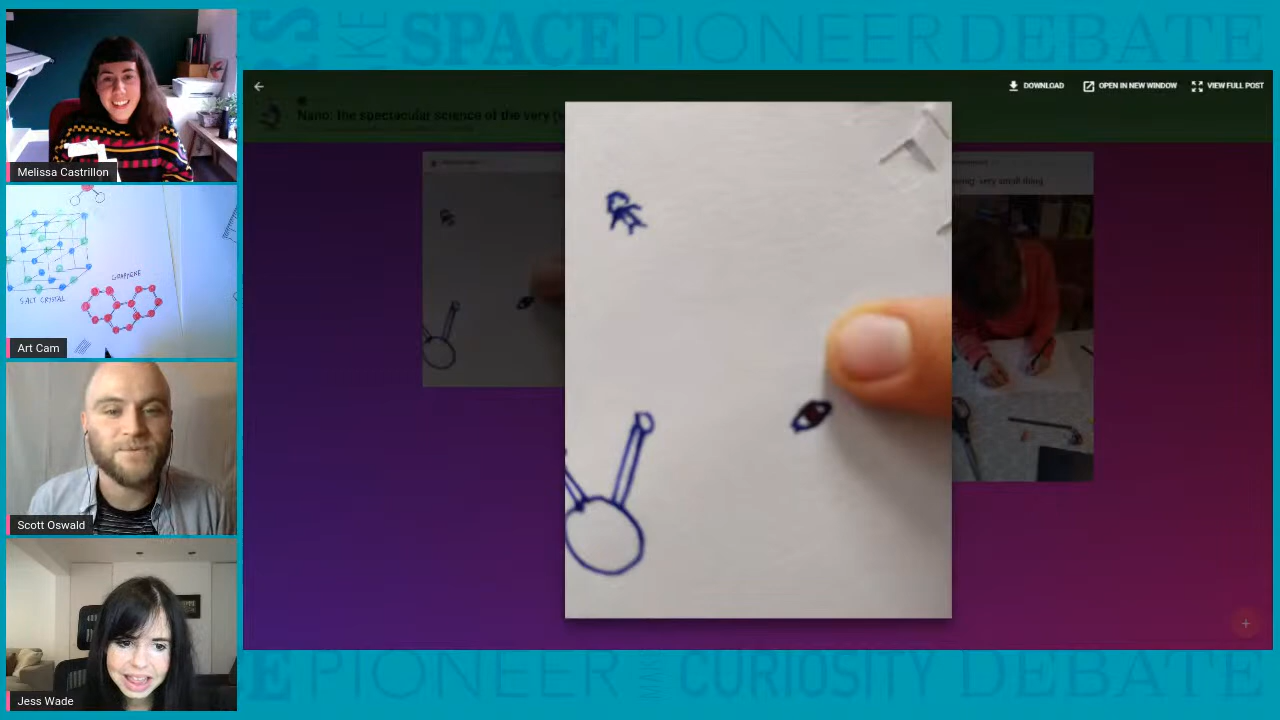 SPACE PIONEER DEBATE
DOWNLOAD
OPEN IN NEW WINDOW
VIEW FULL POST
Nano: the spectacular science of the very (
Melissa Castrillon
SALT CRYSTAL
GRAPHENE
Art Cam
Scott Oswald
Jess Wade
PIONEER
MAKE
CURIOSITY DEBATE